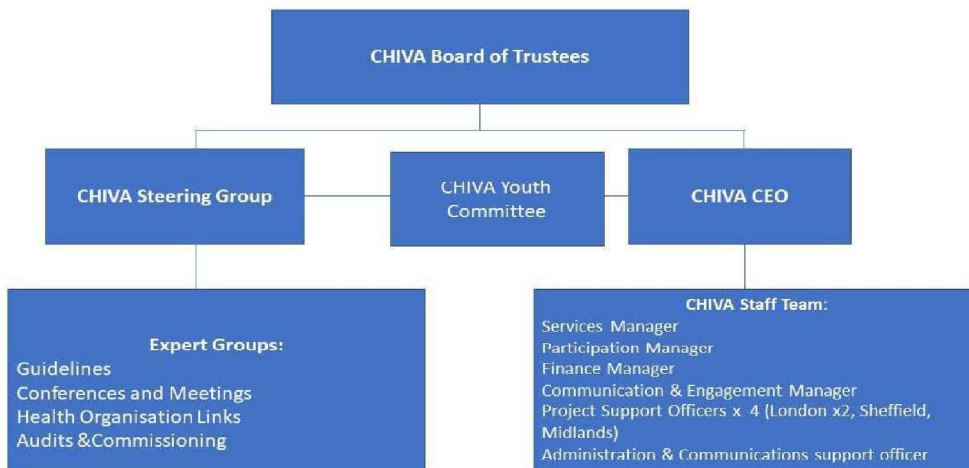 CHIVA Board of Trustees
CHIVA Steering Group
CHIVA Youth
Committee
CHIVA CEO
Expert Groups:
Guidelines
Conferences and Meetings
Health Organisation Links
Audits &Commissioning
CHIVA Staff Team:
Services Manager
Participation Manager
Finance Manager
Communication & Engagement Manager
Project Support Officers x 4 (London x2, Sheffield,
Midlands)
Administration & Communications support officer